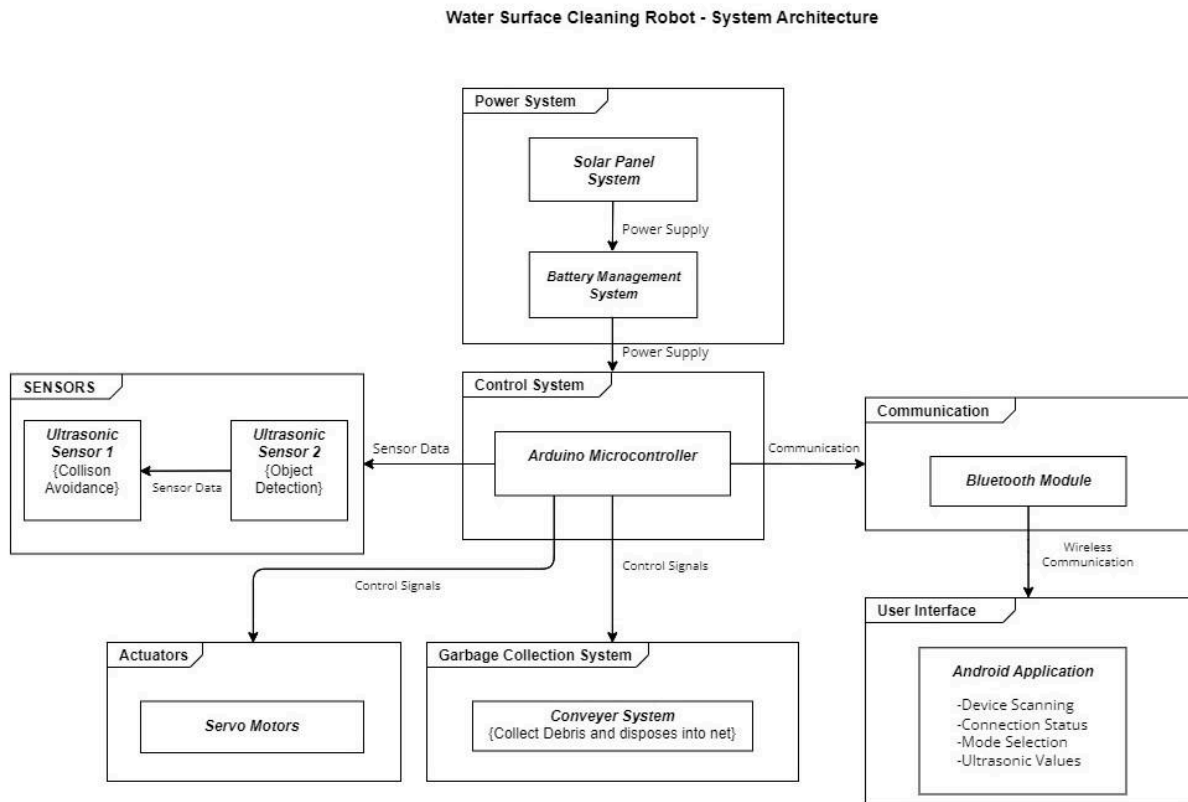 Water Surface Cleaning Robot - System Architecture
Power System
Solar Panel
System
Power Supply
Battery Management
System
Power Supply
SENSORS
Ultrasonic
Sensor 1
{Collison
Avoidance}
Sensor Data
Ultrasonic
Sensor 2
{Object
Detection}
Sensor Data
Control System
Arduino Microcontroller
Communication
Communication
Bluetooth Module
Wireless
Communication
Control Signals
Control Signals
Actuators
Servo Motors
Garbage Collection System
Conveyer System
{Collect Debris and disposes into net}
User Interface
Android Application
-Device Scanning
-Connection Status
-Mode Selection
-Ultrasonic Values